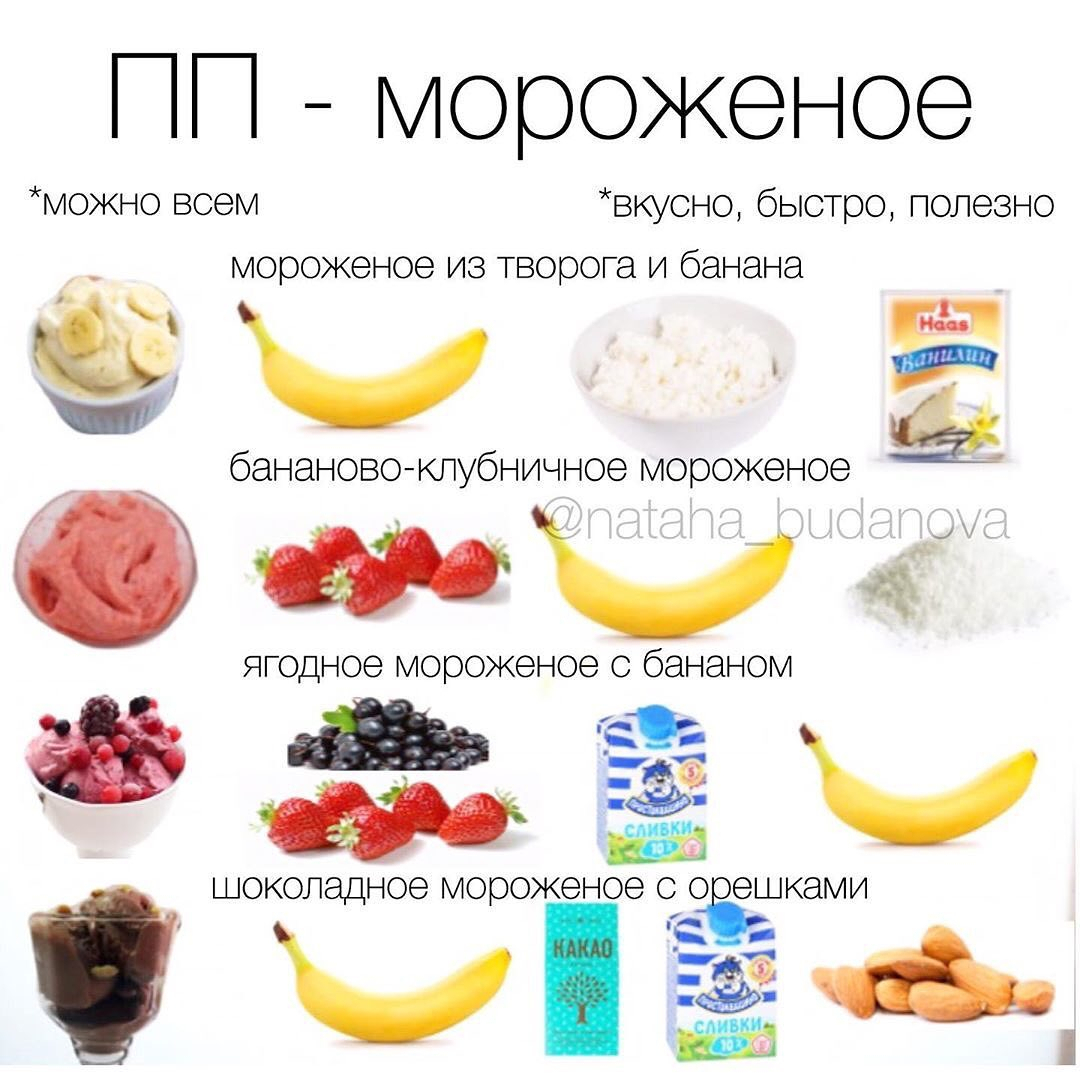 ПП - мороженое
*можно всем
*вкусно, быстро, полезно
мороженое из творога и банана
Haas
Ванилин
бананово-клубничное мороженое
@nataha_budanova
ягодное мороженое с бананом
ПРОСТОКВАШИНО
СЛИВКИ
10%
шоколадное мороженое с орешками
КАКАО
ПРОСТОКВАШИНО
СЛИВКИ
10%